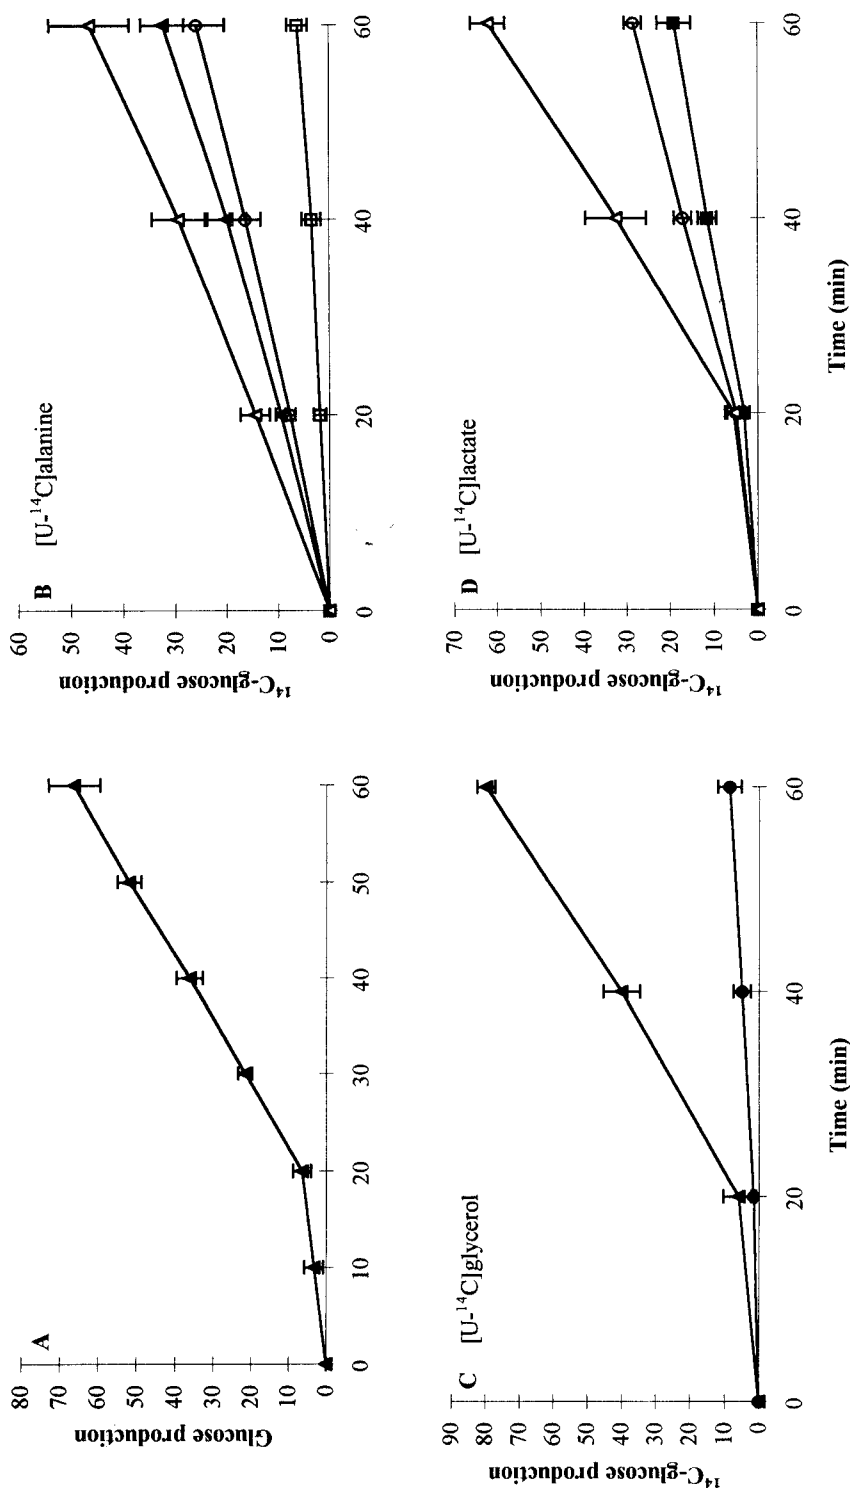 A
Glucose production
80
70
60
50
40
30
20
10
0
0 10 20 30 40 50 60
B [U-¹⁴C]alanine
¹⁴C-glucose production
60
50
40
30
20
10
0
0 20 40 60
C [U-¹⁴C]glycerol
¹⁴C-glucose production
90
80
70
60
50
40
30
20
10
0
0 20 40 60
Time (min)
D [U-¹⁴C]lactate
¹⁴C-glucose production
70
60
50
40
30
20
10
0
0 20 40 60
Time (min)